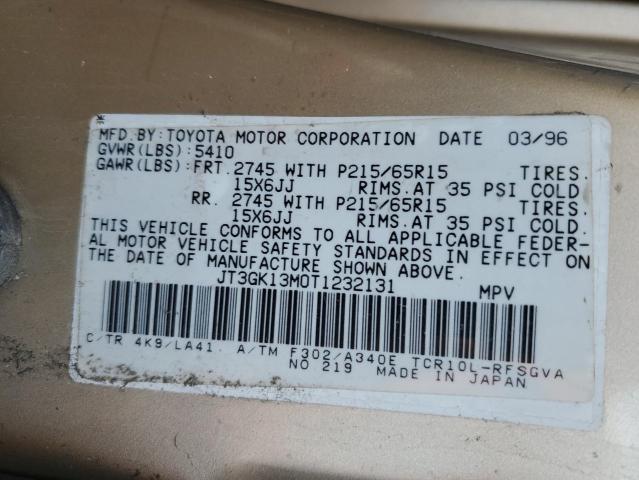 MFD.BY:TOYOTA MOTOR CORPORATION DATE 03/96
GVWR(LBS):5410
GAWR(LBS):FRT.2745 WITH P215/65R15 TIRES.
15X6JJ RIMS.AT 35 PSI COLD
RR. 2745 WITH P215/65R15 TIRES.
15X6JJ RIMS.AT 35 PSI COLD.
THIS VEHICLE CONFORMS TO ALL APPLICABLE FEDER-
AL MOTOR VEHICLE SAFETY STANDARDS IN EFFECT ON
THE DATE OF MANUFACTURE SHOWN ABOVE.
JT3GK13M0T1232131 MPV
C/TR 4K9/LA41. A/TM F302/A340E TCR10L-RFSGVA
NO 219 MADE IN JAPAN